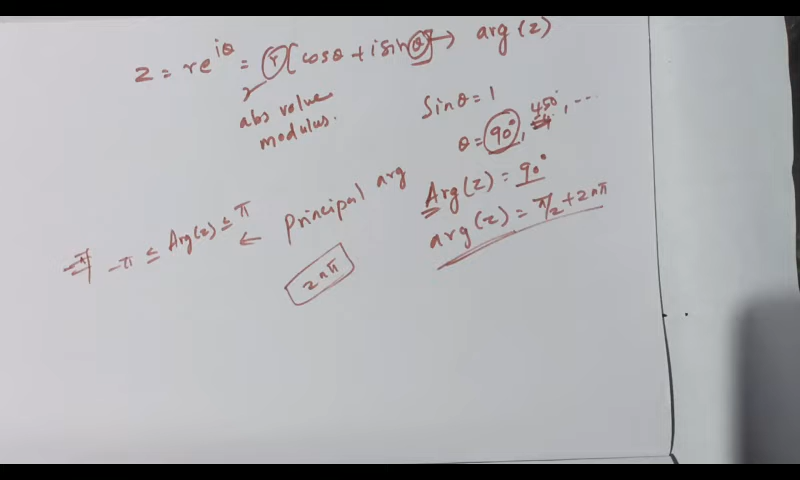 z = re^iθ = r (cosθ + i sinθ) → arg (z)
abs value
modulus.
Sinθ = 1
θ = 90°, 450°, ...
Principal arg
Arg(z) = 90°
-π ≤ Arg(z) ≤ π ←
arg(z) = π/2 + 2nπ
2nπ